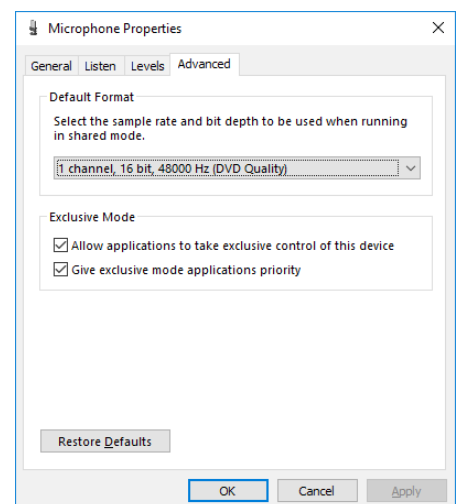 Microphone Properties
General Listen Levels Advanced
Default Format
Select the sample rate and bit depth to be used when running
in shared mode.
1 channel, 16 bit, 48000 Hz (DVD Quality)
Exclusive Mode
Allow applications to take exclusive control of this device
Give exclusive mode applications priority
Restore Defaults
OK Cancel Apply